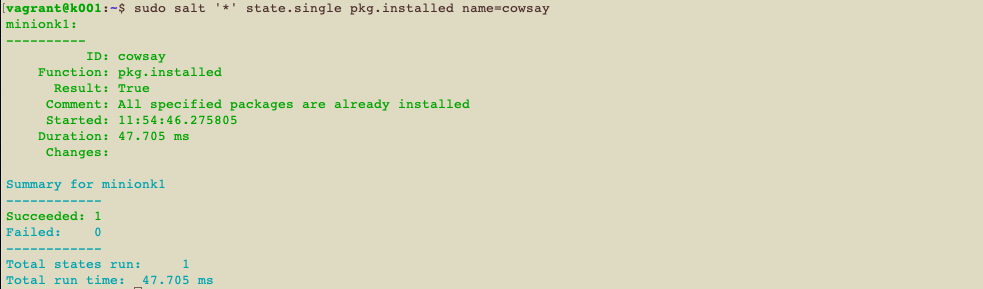 [vagrant@k001:~$ sudo salt '*' state.single pkg.installed name=cowsay
minionk1:
----------
          ID: cowsay
    Function: pkg.installed
      Result: True
     Comment: All specified packages are already installed
     Started: 11:54:46.275805
    Duration: 47.705 ms
     Changes:

Summary for minionk1
------------
Succeeded: 1
Failed:    0
------------
Total states run:     1
Total run time:  47.705 ms